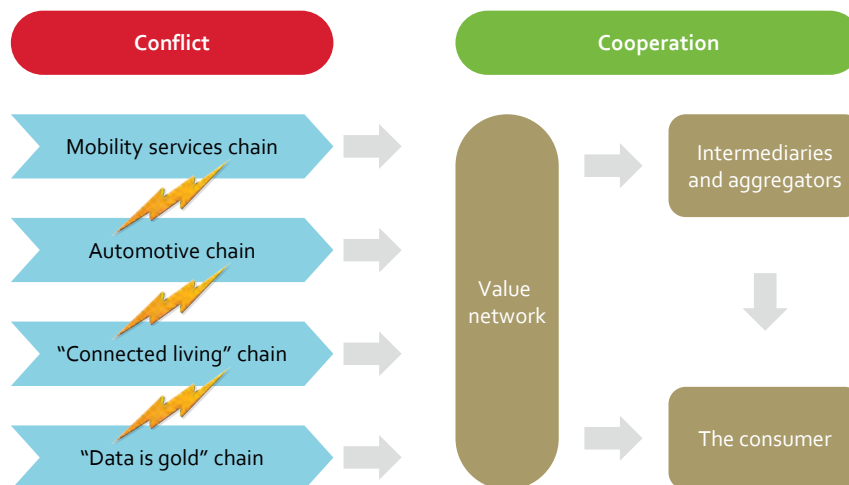 Conflict
Cooperation
Mobility services chain
Automotive chain
“Connected living” chain
“Data is gold” chain
Value
network
Intermediaries
and aggregators
The consumer